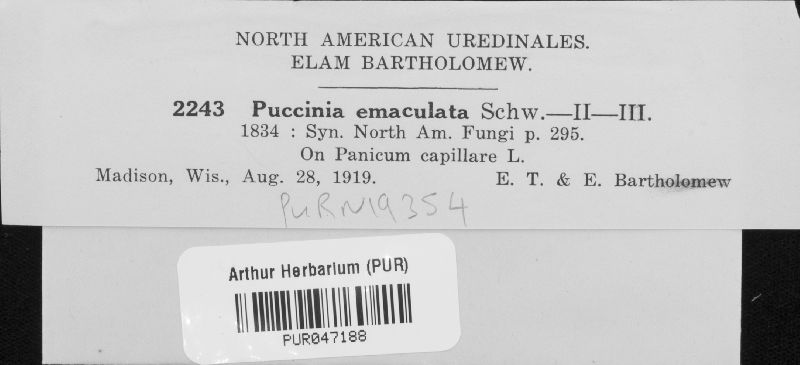 NORTH AMERICAN UREDINALES.
ELAM BARTHOLOMEW.
2243 Puccinia emaculata Schw.—II—III.
1834 : Syn. North Am. Fungi p. 295.
On Panicum capillare L.
Madison, Wis., Aug. 28, 1919. E. T. & E. Bartholomew
PURN19354
Arthur Herbarium (PUR)
PUR047188